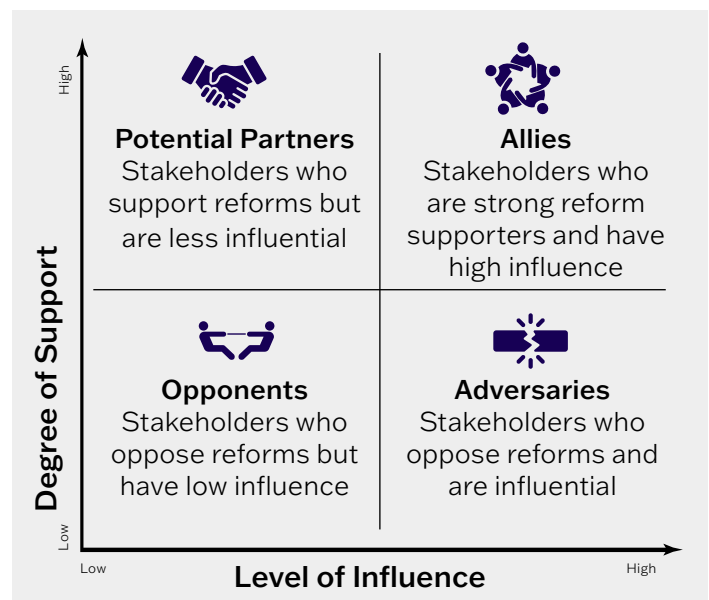 High
Potential Partners
Stakeholders who
support reforms but
are less influential
Allies
Stakeholders who
are strong reform
supporters and have
high influence
Degree of Support
Opponents
Stakeholders who
oppose reforms but
have low influence
Adversaries
Stakeholders who
oppose reforms and
are influential
Low
Low
Level of Influence
High